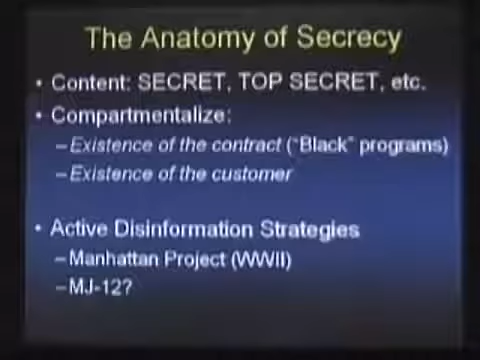 The Anatomy of Secrecy
• Content: SECRET, TOP SECRET, etc.
• Compartmentalize:
–Existence of the contract ("Black" programs)
–Existence of the customer
• Active Disinformation Strategies
–Manhattan Project (WWII)
–MJ-12?